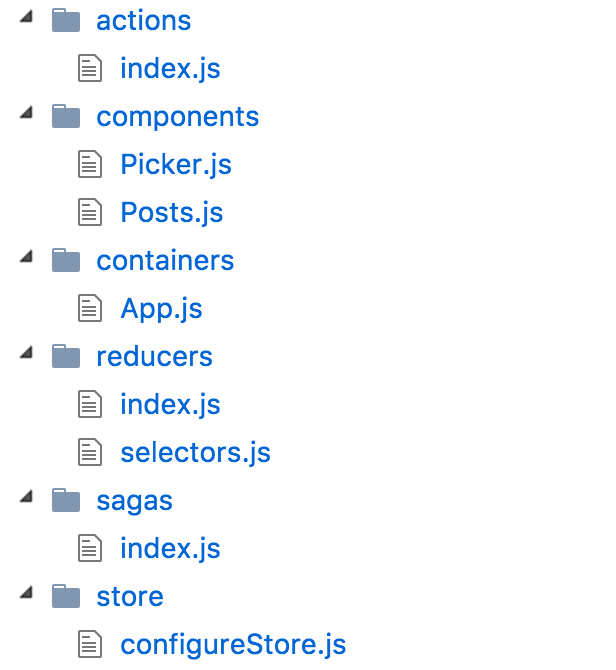 actions
index.js
components
Picker.js
Posts.js
containers
App.js
reducers
index.js
selectors.js
sagas
index.js
store
configureStore.js